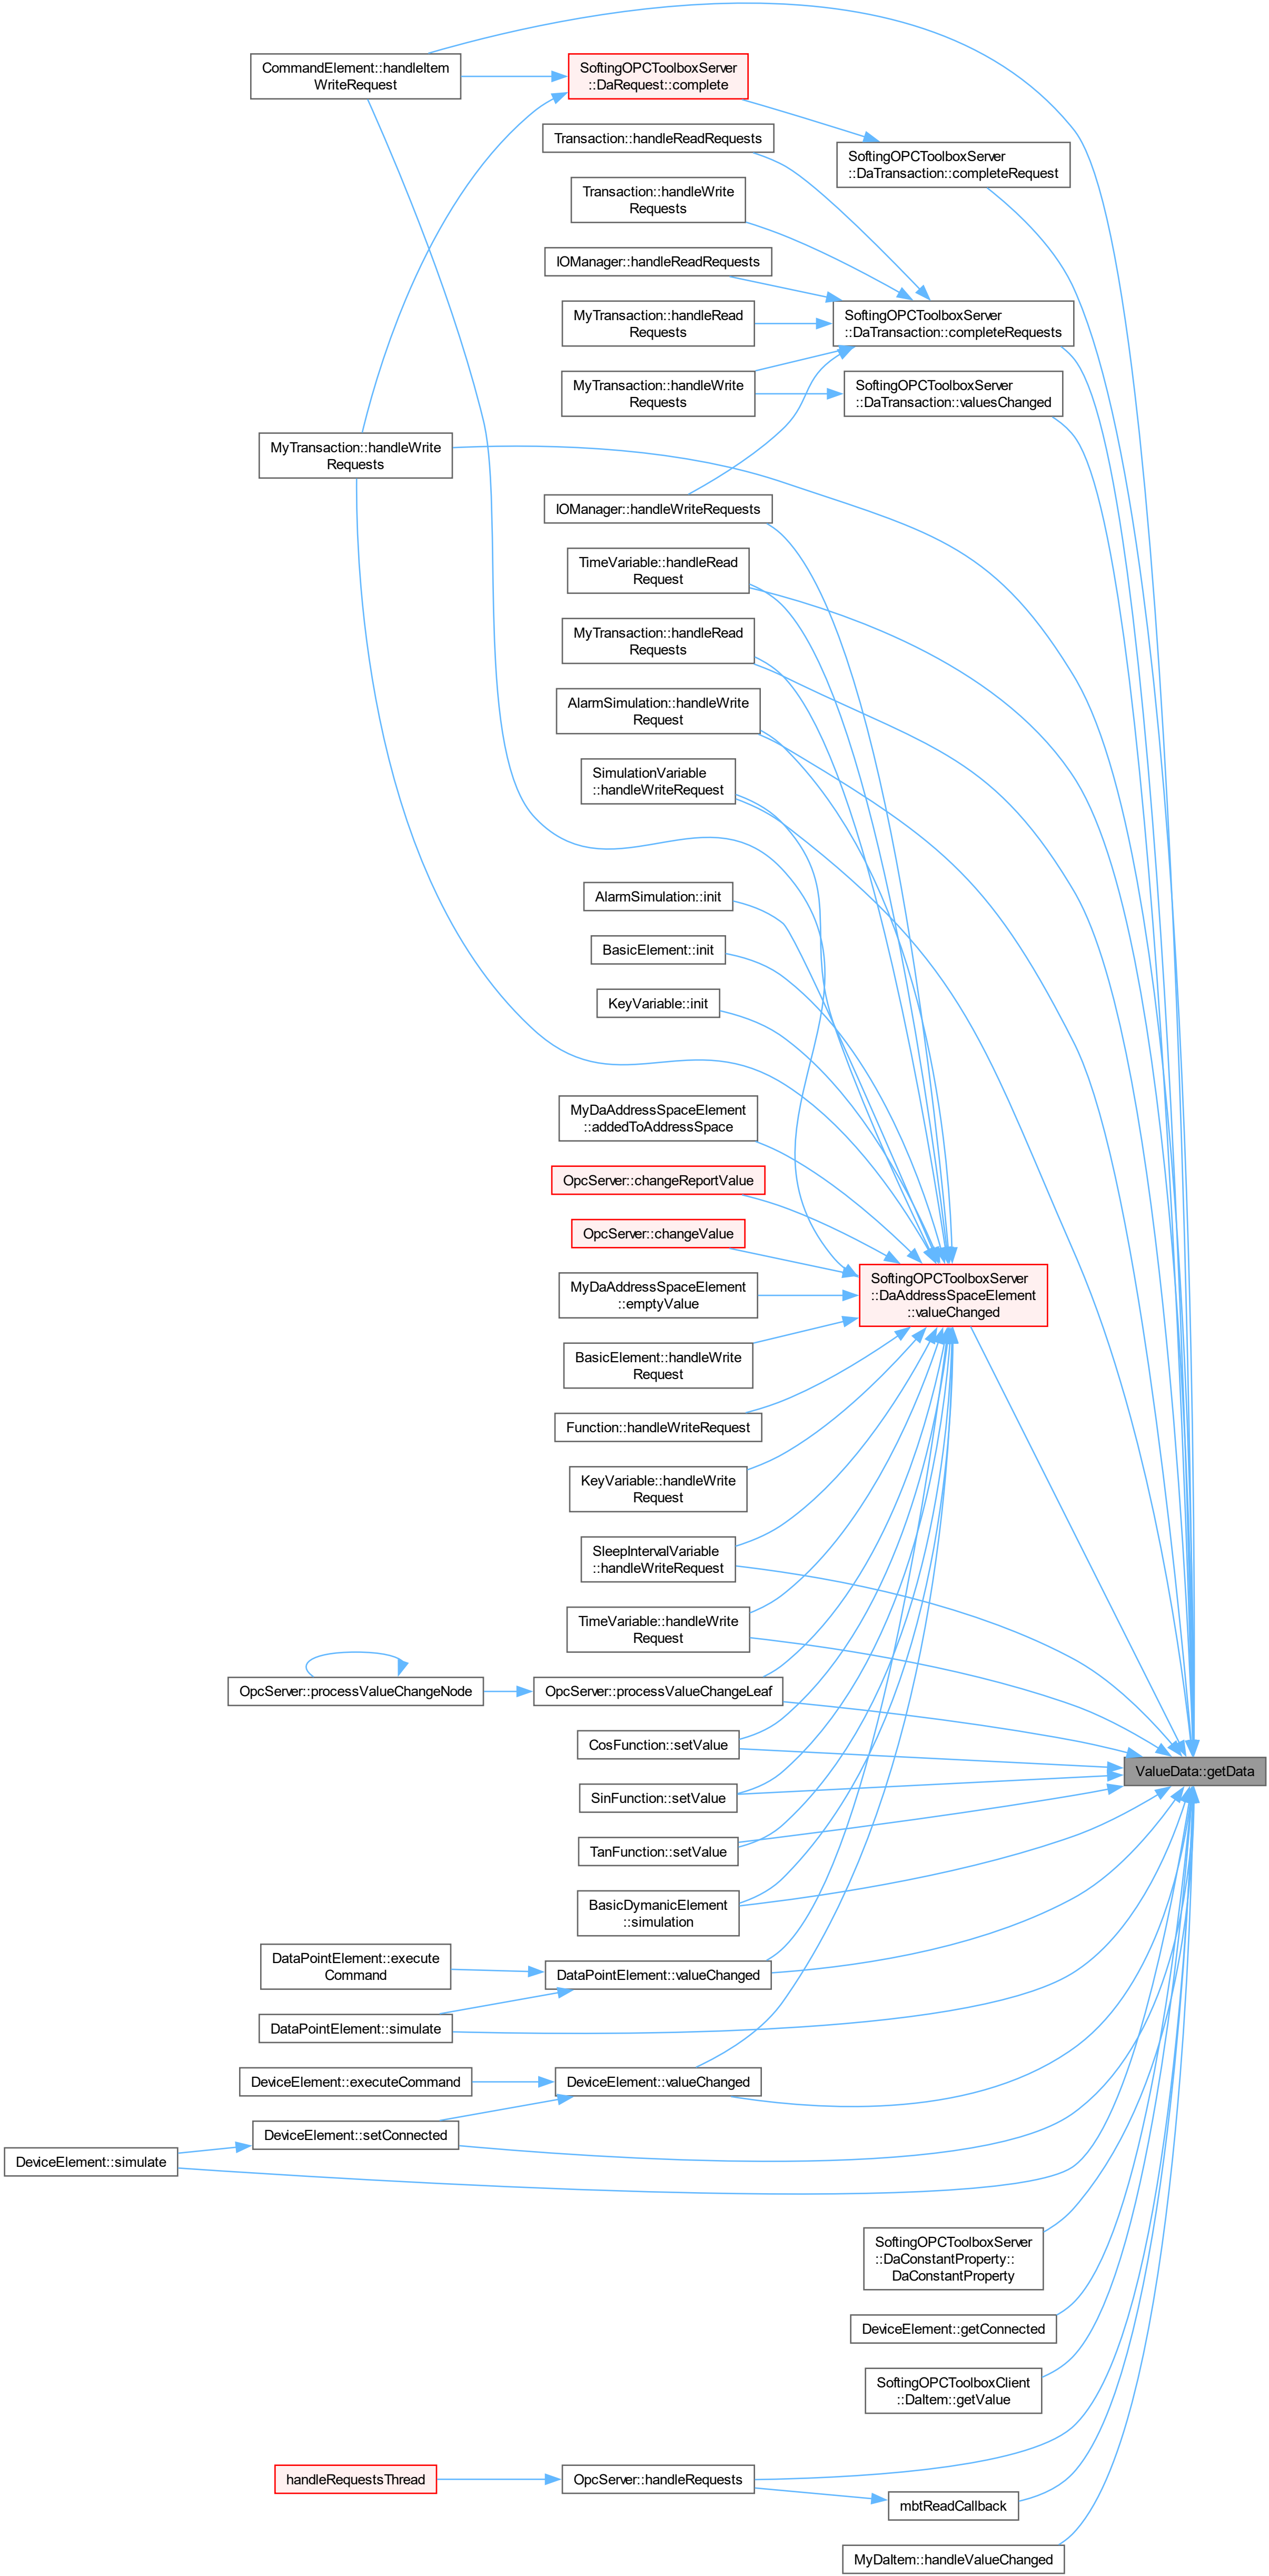 CommandElement::handleItem
WriteRequest
SoftingOPCToolboxServer
::DaRequest::complete
Transaction::handleReadRequests
SoftingOPCToolboxServer
::DaTransaction::completeRequest
Transaction::handleWrite
Requests
IOManager::handleReadRequests
MyTransaction::handleRead
Requests
SoftingOPCToolboxServer
::DaTransaction::completeRequests
MyTransaction::handleWrite
Requests
SoftingOPCToolboxServer
::DaTransaction::valuesChanged
MyTransaction::handleWrite
Requests
IOManager::handleWriteRequests
TimeVariable::handleRead
Request
MyTransaction::handleRead
Requests
AlarmSimulation::handleWrite
Request
SimulationVariable
::handleWriteRequest
AlarmSimulation::init
BasicElement::init
KeyVariable::init
MyDaAddressSpaceElement
::addedToAddressSpace
OpcServer::changeReportValue
OpcServer::changeValue
MyDaAddressSpaceElement
::emptyValue
SoftingOPCToolboxServer
::DaAddressSpaceElement
::valueChanged
BasicElement::handleWrite
Request
Function::handleWriteRequest
KeyVariable::handleWrite
Request
SleepIntervalVariable
::handleWriteRequest
TimeVariable::handleWrite
Request
OpcServer::processValueChangeNode
OpcServer::processValueChangeLeaf
CosFunction::setValue
ValueData::getData
SinFunction::setValue
TanFunction::setValue
BasicDymanicElement
::simulation
DataPointElement::execute
Command
DataPointElement::valueChanged
DataPointElement::simulate
DeviceElement::executeCommand
DeviceElement::valueChanged
DeviceElement::setConnected
DeviceElement::simulate
SoftingOPCToolboxServer
::DaConstantProperty::
DaConstantProperty
DeviceElement::getConnected
SoftingOPCToolboxClient
::DaItem::getValue
handleRequestsThread
OpcServer::handleRequests
mbtReadCallback
MyDaItem::handleValueChanged